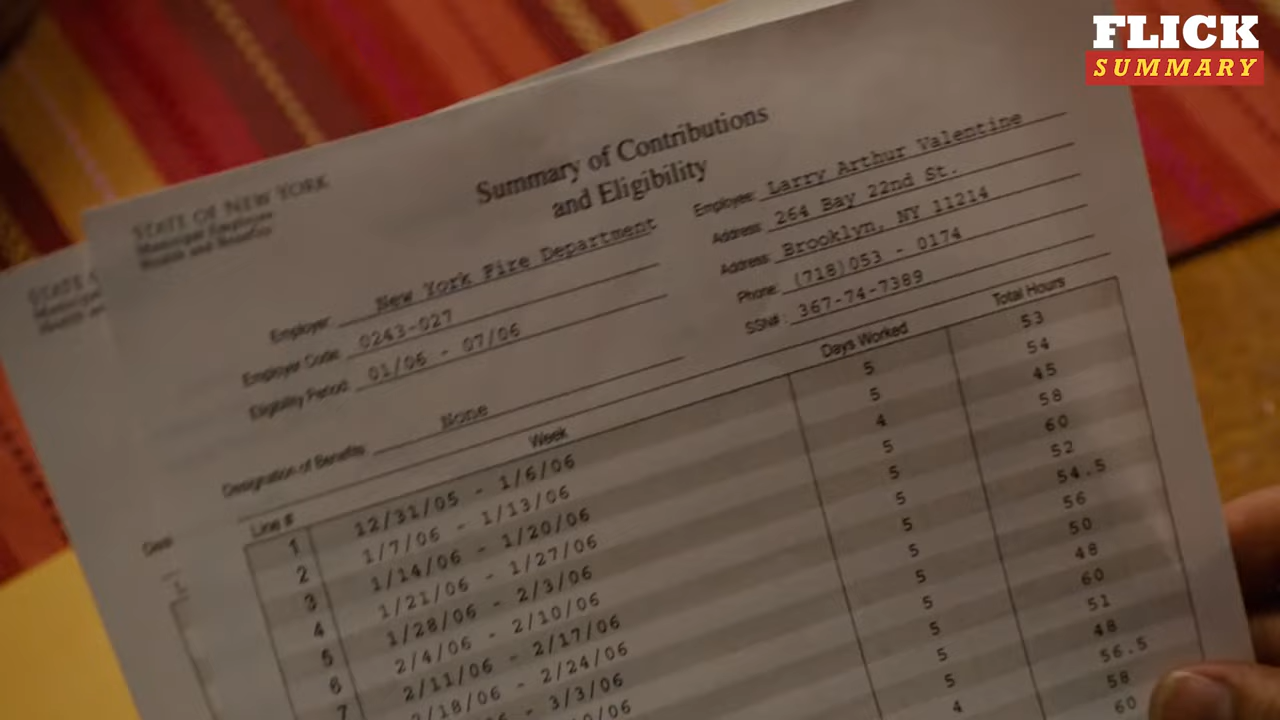 FLICK
SUMMARY
STATE OF NEW YORK
Municipal Employee
Health and Benefits
Summary of Contributions
and Eligibility
Employer: New York Fire Department
Employer Code: 0243-027
Eligibility Period: 01/06 - 07/06
Designation of Benefits: None
Employee: Larry Arthur Valentine
Address: 264 Bay 22nd St.
Address: Brooklyn, NY 11214
Phone: (718)053 - 0174
SSN#: 367-74-7389
Line # Week Days Worked Total Hours
1 12/31/05 - 1/6/06 5 53
2 1/7/06 - 1/13/06 5 54
3 1/14/06 - 1/20/06 4 45
4 1/21/06 - 1/27/06 5 58
5 1/28/06 - 2/3/06 5 60
6 2/4/06 - 2/10/06 5 52
7 2/11/06 - 2/17/06 5 54.5
2/18/06 - 2/24/06 5 56
- 3/3/06 5 50
5 48
5 60
5 51
5 48
4 56.5
58
60